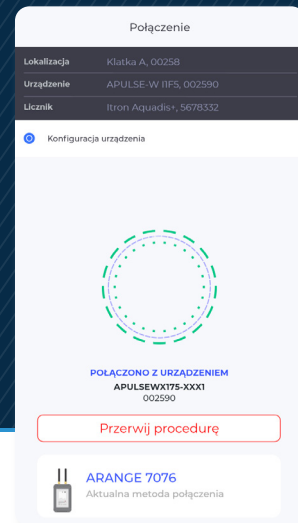 Połączenie
Lokalizacja Klatka A, 00258
Urządzenie APULSE-W I1F5, 002590
Licznik Itron Aquadis+, 5678332
Konfiguracja urządzenia
POŁĄCZONO Z URZĄDZENIEM
APULSEWX175-XXX1
002590
Przerwij procedurę
ARANGE 7076
Aktualna metoda połączenia